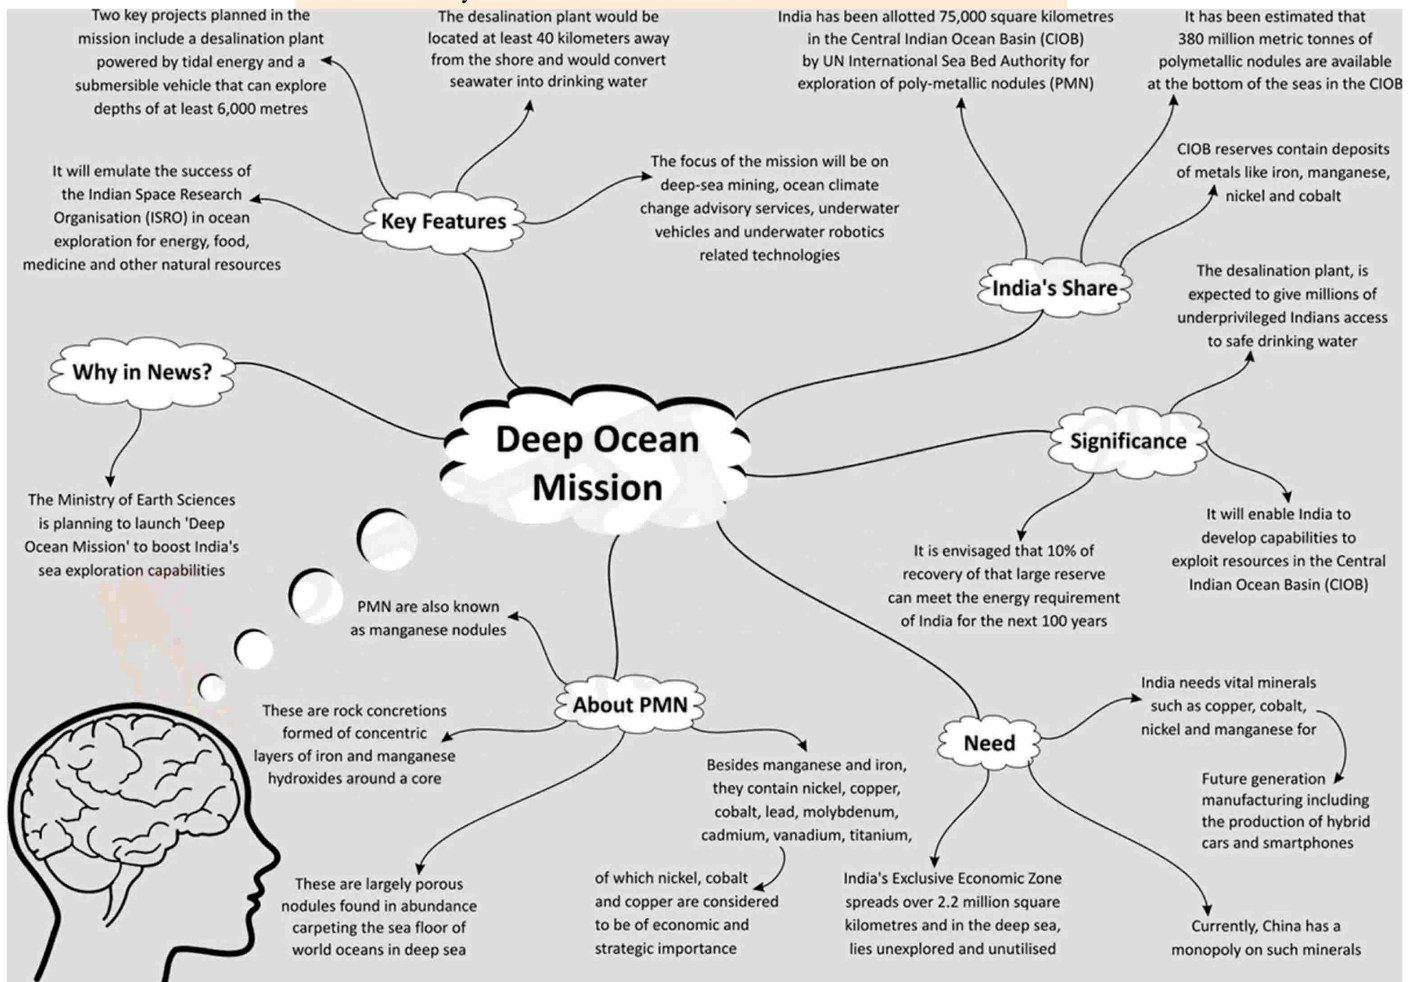 Two key projects planned in the
mission include a desalination plant
powered by tidal energy and a
submersible vehicle that can explore
depths of at least 6,000 metres
The desalination plant would be
located at least 40 kilometers away
from the shore and would convert
seawater into drinking water
India has been allotted 75,000 square kilometres
in the Central Indian Ocean Basin (CIOB)
by UN International Sea Bed Authority for
exploration of poly-metallic nodules (PMN)
It has been estimated that
380 million metric tonnes of
polymetallic nodules are available
at the bottom of the seas in the CIOB
It will emulate the success of
the Indian Space Research
Organisation (ISRO) in ocean
exploration for energy, food,
medicine and other natural resources
Key Features
The focus of the mission will be on
deep-sea mining, ocean climate
change advisory services, underwater
vehicles and underwater robotics
related technologies
CIOB reserves contain deposits
of metals like iron, manganese,
nickel and cobalt
India's Share
The desalination plant, is
expected to give millions of
underprivileged Indians access
to safe drinking water
Why in News?
Deep Ocean
Mission
Significance
The Ministry of Earth Sciences
is planning to launch 'Deep
Ocean Mission' to boost India's
sea exploration capabilities
It is envisaged that 10% of
recovery of that large reserve
can meet the energy requirement
of India for the next 100 years
It will enable India to
develop capabilities to
exploit resources in the Central
Indian Ocean Basin (CIOB)
PMN are also known
as manganese nodules
About PMN
These are rock concretions
formed of concentric
layers of iron and manganese
hydroxides around a core
Besides manganese and iron,
they contain nickel, copper,
cobalt, lead, molybdenum,
cadmium, vanadium, titanium,
of which nickel, cobalt
and copper are considered
to be of economic and
strategic importance
These are largely porous
nodules found in abundance
carpeting the sea floor of
world oceans in deep sea
Need
India needs vital minerals
such as copper, cobalt,
nickel and manganese for
Future generation
manufacturing including
the production of hybrid
cars and smartphones
India's Exclusive Economic Zone
spreads over 2.2 million square
kilometres and in the deep sea,
lies unexplored and unutilised
Currently, China has a
monopoly on such minerals